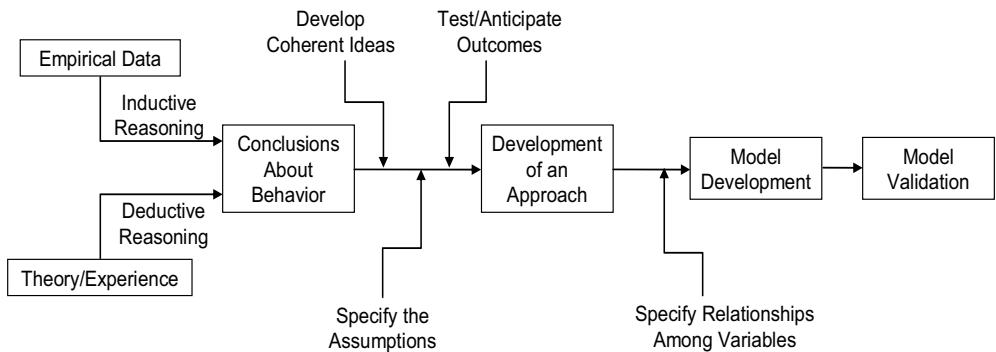 Develop
Coherent Ideas
Test/Anticipate
Outcomes
Empirical Data
Inductive
Reasoning
Conclusions
About
Behavior
Development
of an
Approach
Model
Development
Model
Validation
Deductive
Reasoning
Theory/Experience
Specify the
Assumptions
Specify Relationships
Among Variables